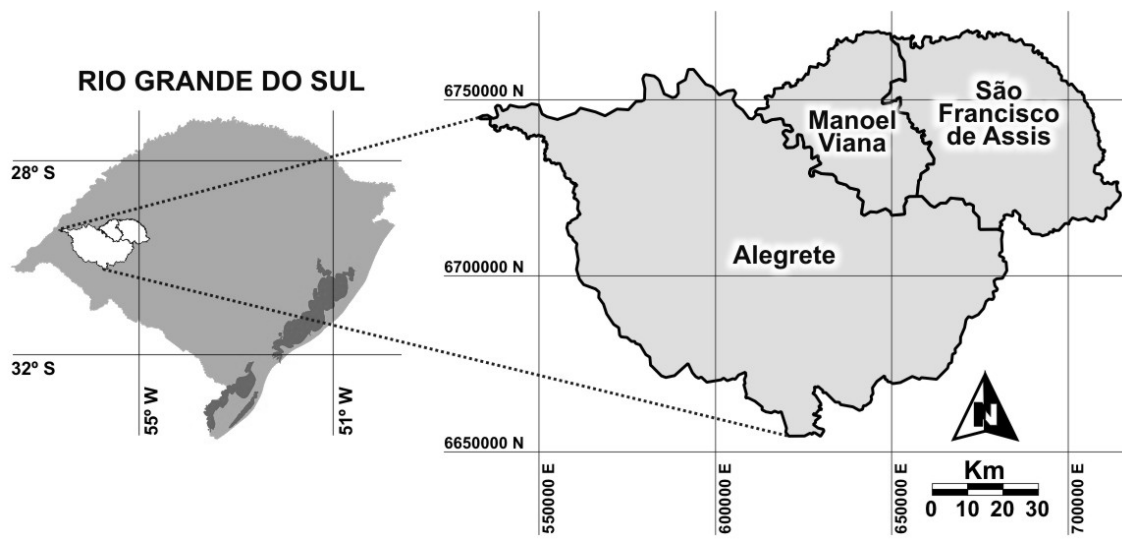 RIO GRANDE DO SUL
28º S
32º S
55º W
51º W
6750000 N
6700000 N
6650000 N
550000 E
600000 E
650000 E
700000 E
Manoel
Viana
São
Francisco
de Assis
Alegrete
N
Km
0 10 20 30